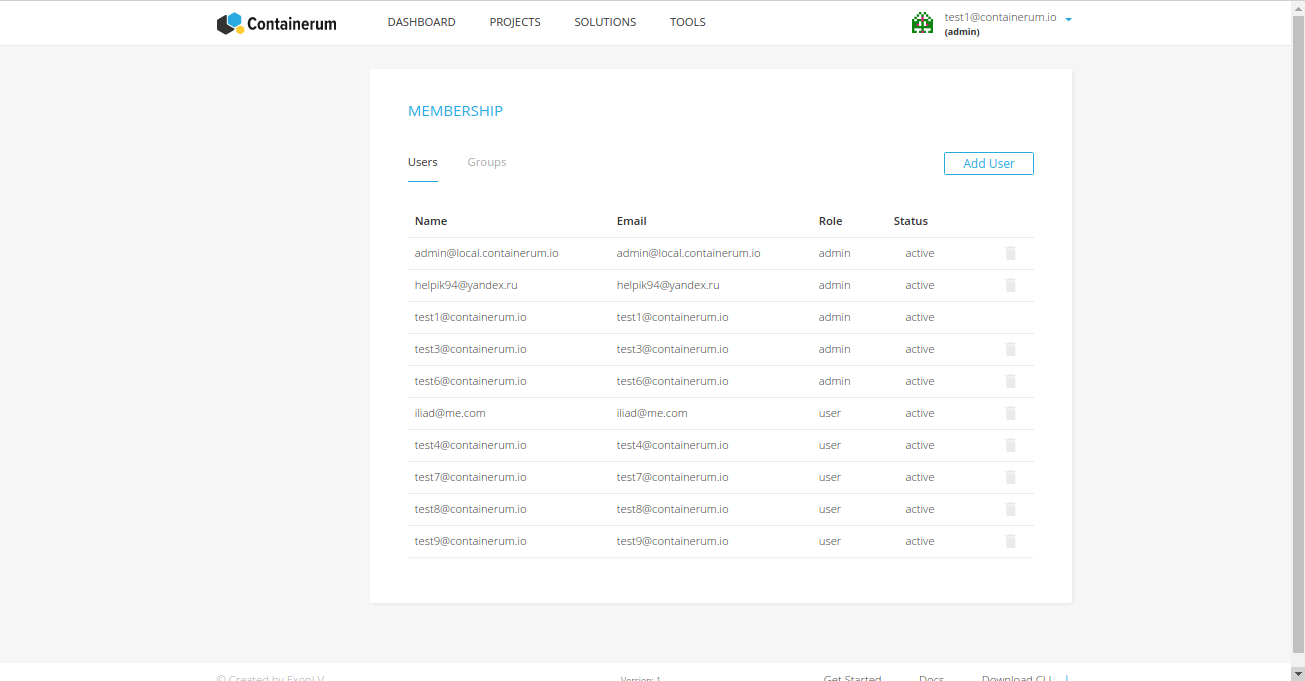 Containerum DASHBOARD PROJECTS SOLUTIONS TOOLS test1@containerum.io
(admin)
MEMBERSHIP
Users Groups Add User
Name Email Role Status
admin@local.containerum.io admin@local.containerum.io admin active
helpik94@yandex.ru helpik94@yandex.ru admin active
test1@containerum.io test1@containerum.io admin active
test3@containerum.io test3@containerum.io admin active
test6@containerum.io test6@containerum.io admin active
iliad@me.com iliad@me.com user active
test4@containerum.io test4@containerum.io user active
test7@containerum.io test7@containerum.io user active
test8@containerum.io test8@containerum.io user active
test9@containerum.io test9@containerum.io user active
© Created by Version: 1 Get Started Docs Download CLI